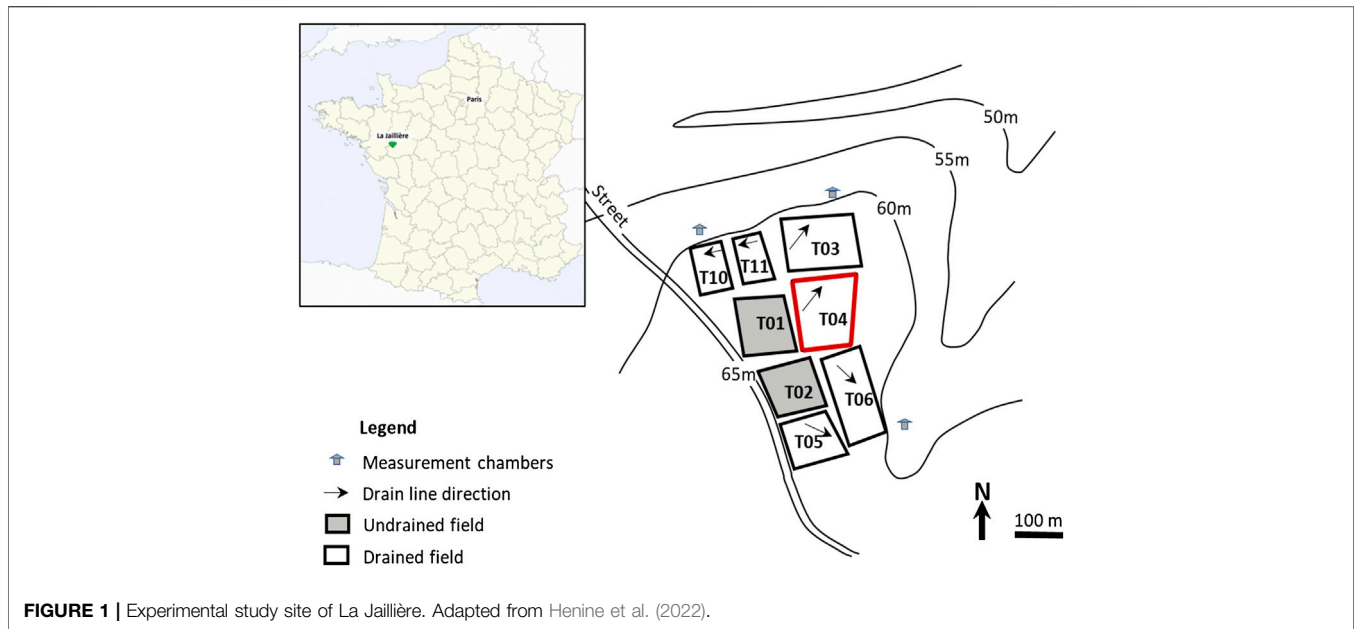 Paris
La Jaillière
Street
50m
55m
60m
T03
T10
T11
T01
T04
65m
T02
T06
T05
Legend
Measurement chambers
Drain line direction
Undrained field
Drained field
N
100 m
FIGURE 1 | Experimental study site of La Jaillière. Adapted from Henine et al. (2022).